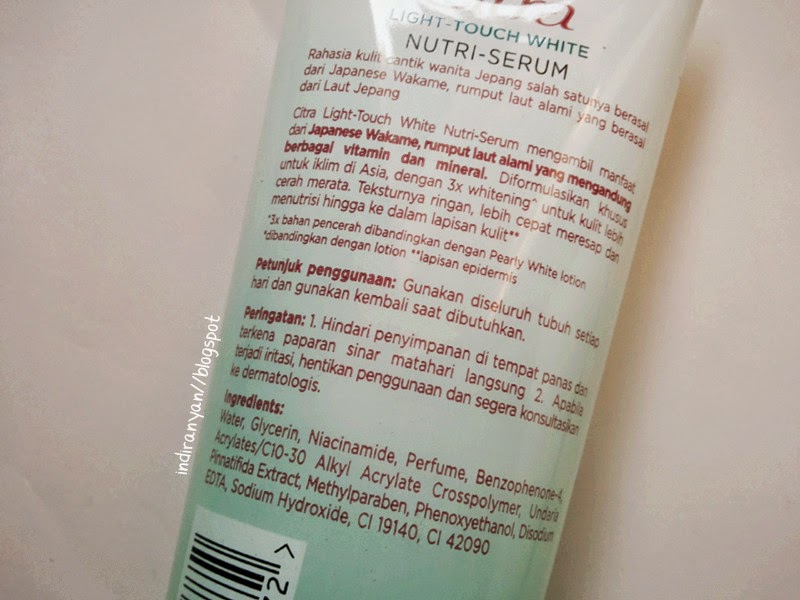 LIGHT-TOUCH WHITE
NUTRI-SERUM
Rahasia kulit cantik wanita Jepang salah satunya berasal
dari Japanese Wakame, rumput laut alami yang berasal
dari Laut Jepang
Citra Light-Touch White Nutri-Serum mengambil manfaat
dari Japanese Wakame, rumput laut alami yang mengandung
berbagai vitamin dan mineral. Diformulasikan khusus
untuk iklim di Asia, dengan 3x whitening^ untuk kulit lebih
cerah merata. Teksturnya ringan, lebih cepat meresap dan
menutrisi hingga ke dalam lapisan kulit**
^3x bahan pencerah dibandingkan dengan Pearly White lotion
*dibandingkan dengan lotion **lapisan epidermis
Petunjuk penggunaan: Gunakan diseluruh tubuh setiap
hari dan gunakan kembali saat dibutuhkan.
Peringatan: 1. Hindari penyimpanan di tempat panas dan
terkena paparan sinar matahari langsung 2. Apabila
terjadi iritasi, hentikan penggunaan dan segera konsultasikan
ke dermatologis.
Ingredients:
Water, Glycerin, Niacinamide, Perfume, Benzophenone-4,
Acrylates/C10-30 Alkyl Acrylate Crosspolymer, Undaria
Pinnatifida Extract, Methylparaben, Phenoxyethanol, Disodium
EDTA, Sodium Hydroxide, CI 19140, CI 42090
indiranyan//blogspot